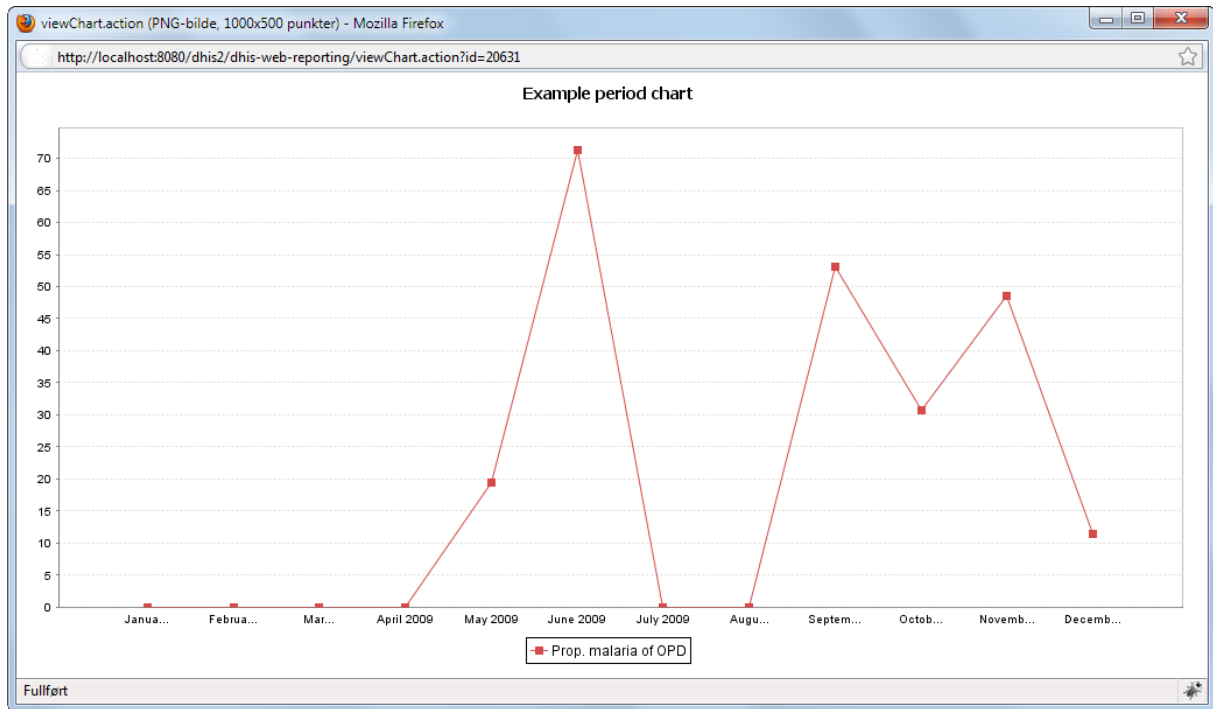 viewChart.action (PNG-bilde, 1000x500 punkter) - Mozilla Firefox
http://localhost:8080/dhis2/dhis-web-reporting/viewChart.action?id=20631
Example period chart
70
65
60
55
50
45
40
35
30
25
20
15
10
5
0
Janua... Februa... Mar... April 2009 May 2009 June 2009 July 2009 Augu... Septem... Octob... Novemb... Decemb...
Prop. malaria of OPD
Fullført